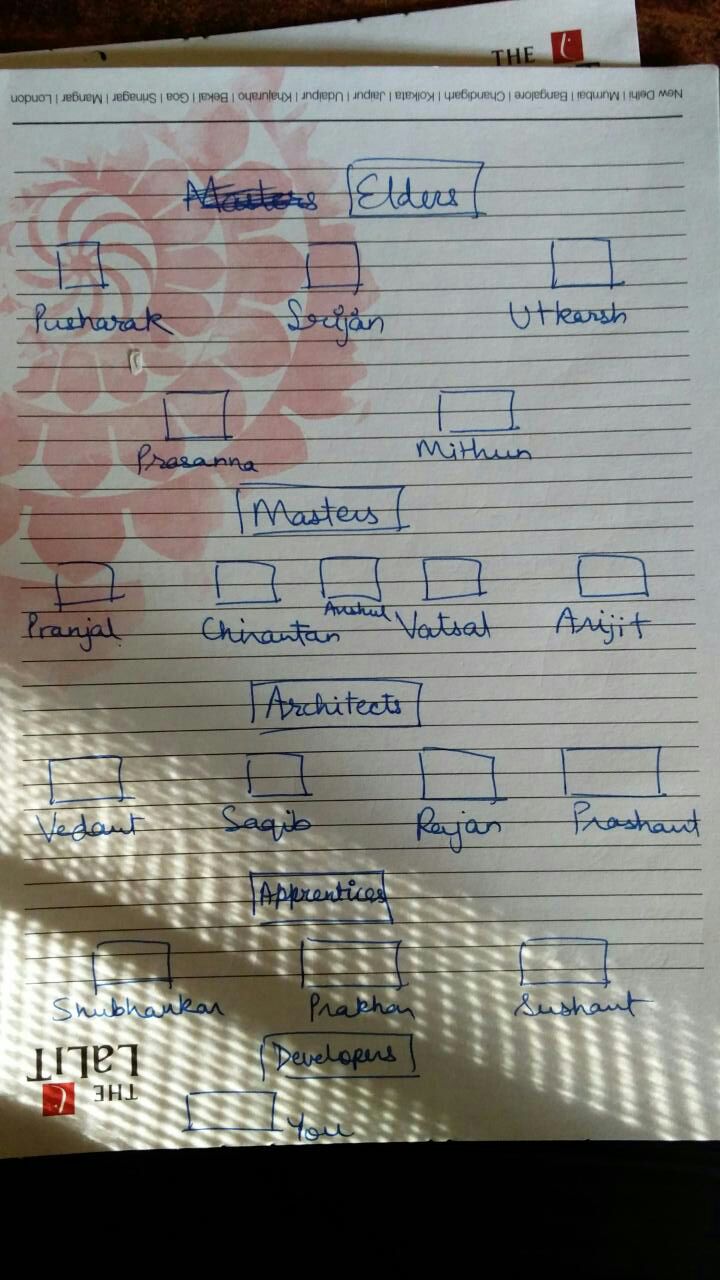 THE
New Delhi | Mumbai | Bangalore | Chandigarh | Kolkata | Jaipur | Udaipur | Khajuraho | Bekal | Goa | Srinagar | Mangar | London
Masters Elders
Pusharak Srijan Utkarsh
Prasanna Mithun
Masters
Pranjal Chirantan Anshul Vatsal Arijit
Architects
Vedant Saqib Rajan Prashant
Apprentices
Shubhankar Prakhar Sushant
Developers
THE
LaLiT
You